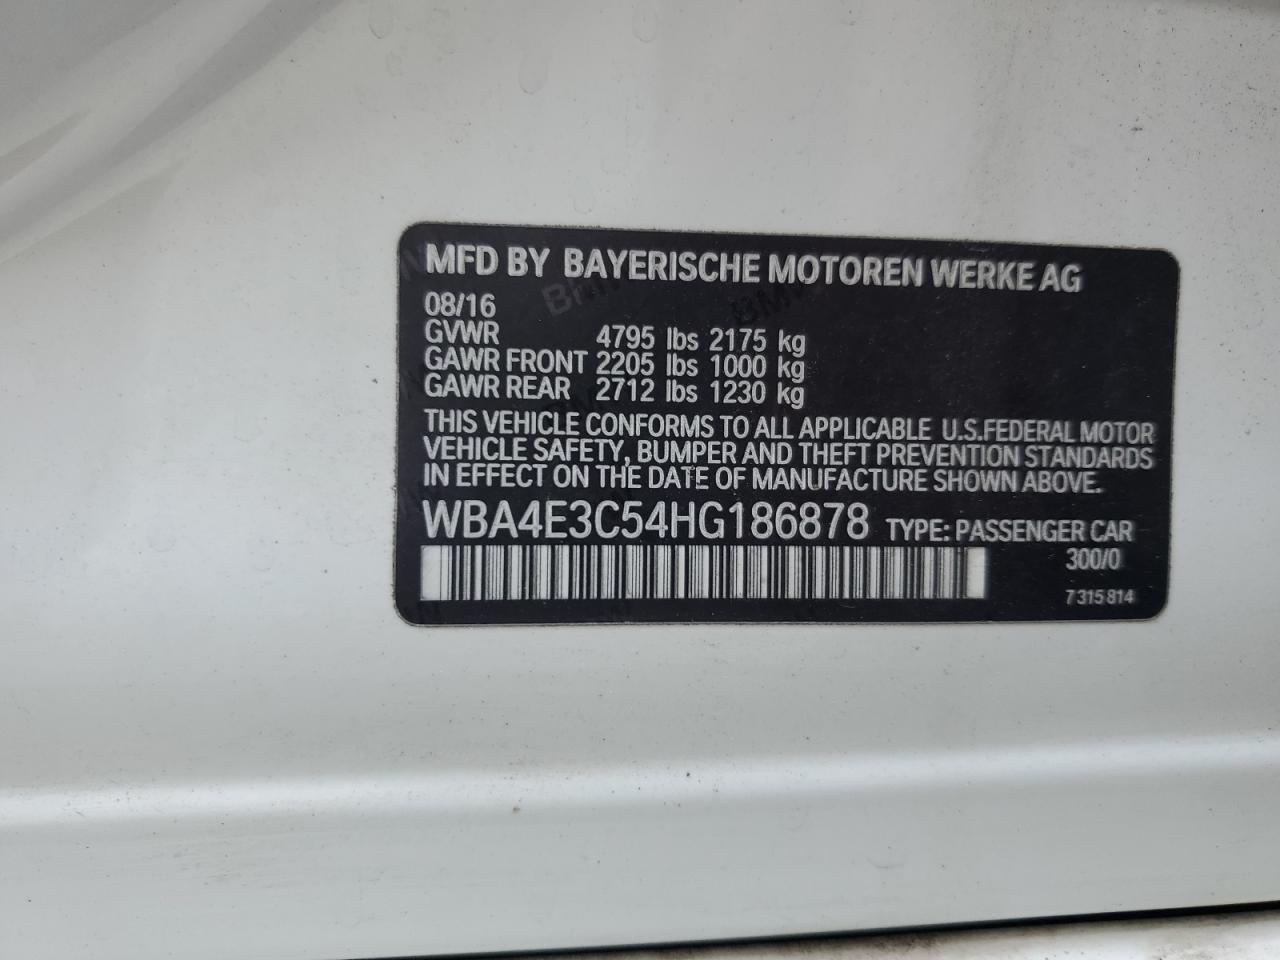 MFD BY BAYERISCHE MOTOREN WERKE AG
08/16
GVWR 4795 lbs 2175 kg
GAWR FRONT 2205 lbs 1000 kg
GAWR REAR 2712 lbs 1230 kg
THIS VEHICLE CONFORMS TO ALL APPLICABLE U.S.FEDERAL MOTOR
VEHICLE SAFETY, BUMPER AND THEFT PREVENTION STANDARDS
IN EFFECT ON THE DATE OF MANUFACTURE SHOWN ABOVE.
WBA4E3C54HG186878 TYPE: PASSENGER CAR
300/0
7 315 814